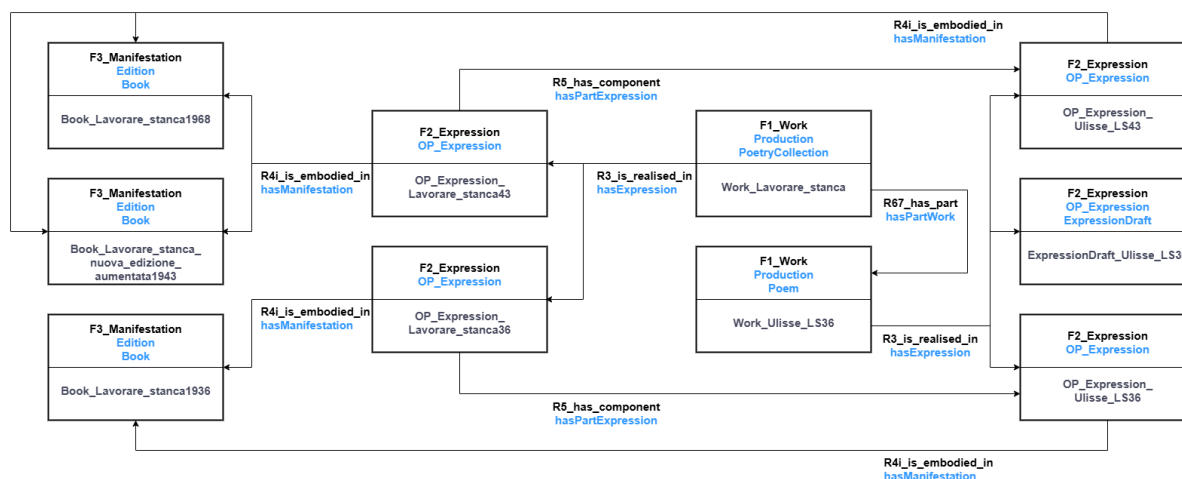 R4i_is_embodied_in
hasManifestation
F3_Manifestation
Edition
Book
Book_Lavorare_stanca1968
R5_has_component
hasPartExpression
F2_Expression
OP_Expression
OP_Expression_
Ulisse_LS43
F2_Expression
OP_Expression
OP_Expression_
Lavorare_stanca43
F1_Work
Production
PoetryCollection
Work_Lavorare_stanca
R4i_is_embodied_in
hasManifestation
R3_is_realised_in
hasExpression
F3_Manifestation
Edition
Book
Book_Lavorare_stanca_
nuova_edizione_
aumentata1943
R67_has_part
hasPartWork
F2_Expression
OP_Expression
ExpressionDraft
ExpressionDraft_Ulisse_LS3
F2_Expression
OP_Expression
OP_Expression_
Lavorare_stanca36
F1_Work
Production
Poem
Work_Ulisse_LS36
R4i_is_embodied_in
hasManifestation
F3_Manifestation
Edition
Book
Book_Lavorare_stanca1936
R3_is_realised_in
hasExpression
F2_Expression
OP_Expression
OP_Expression_
Ulisse_LS36
R5_has_component
hasPartExpression
R4i_is_embodied_in
hasManifestation